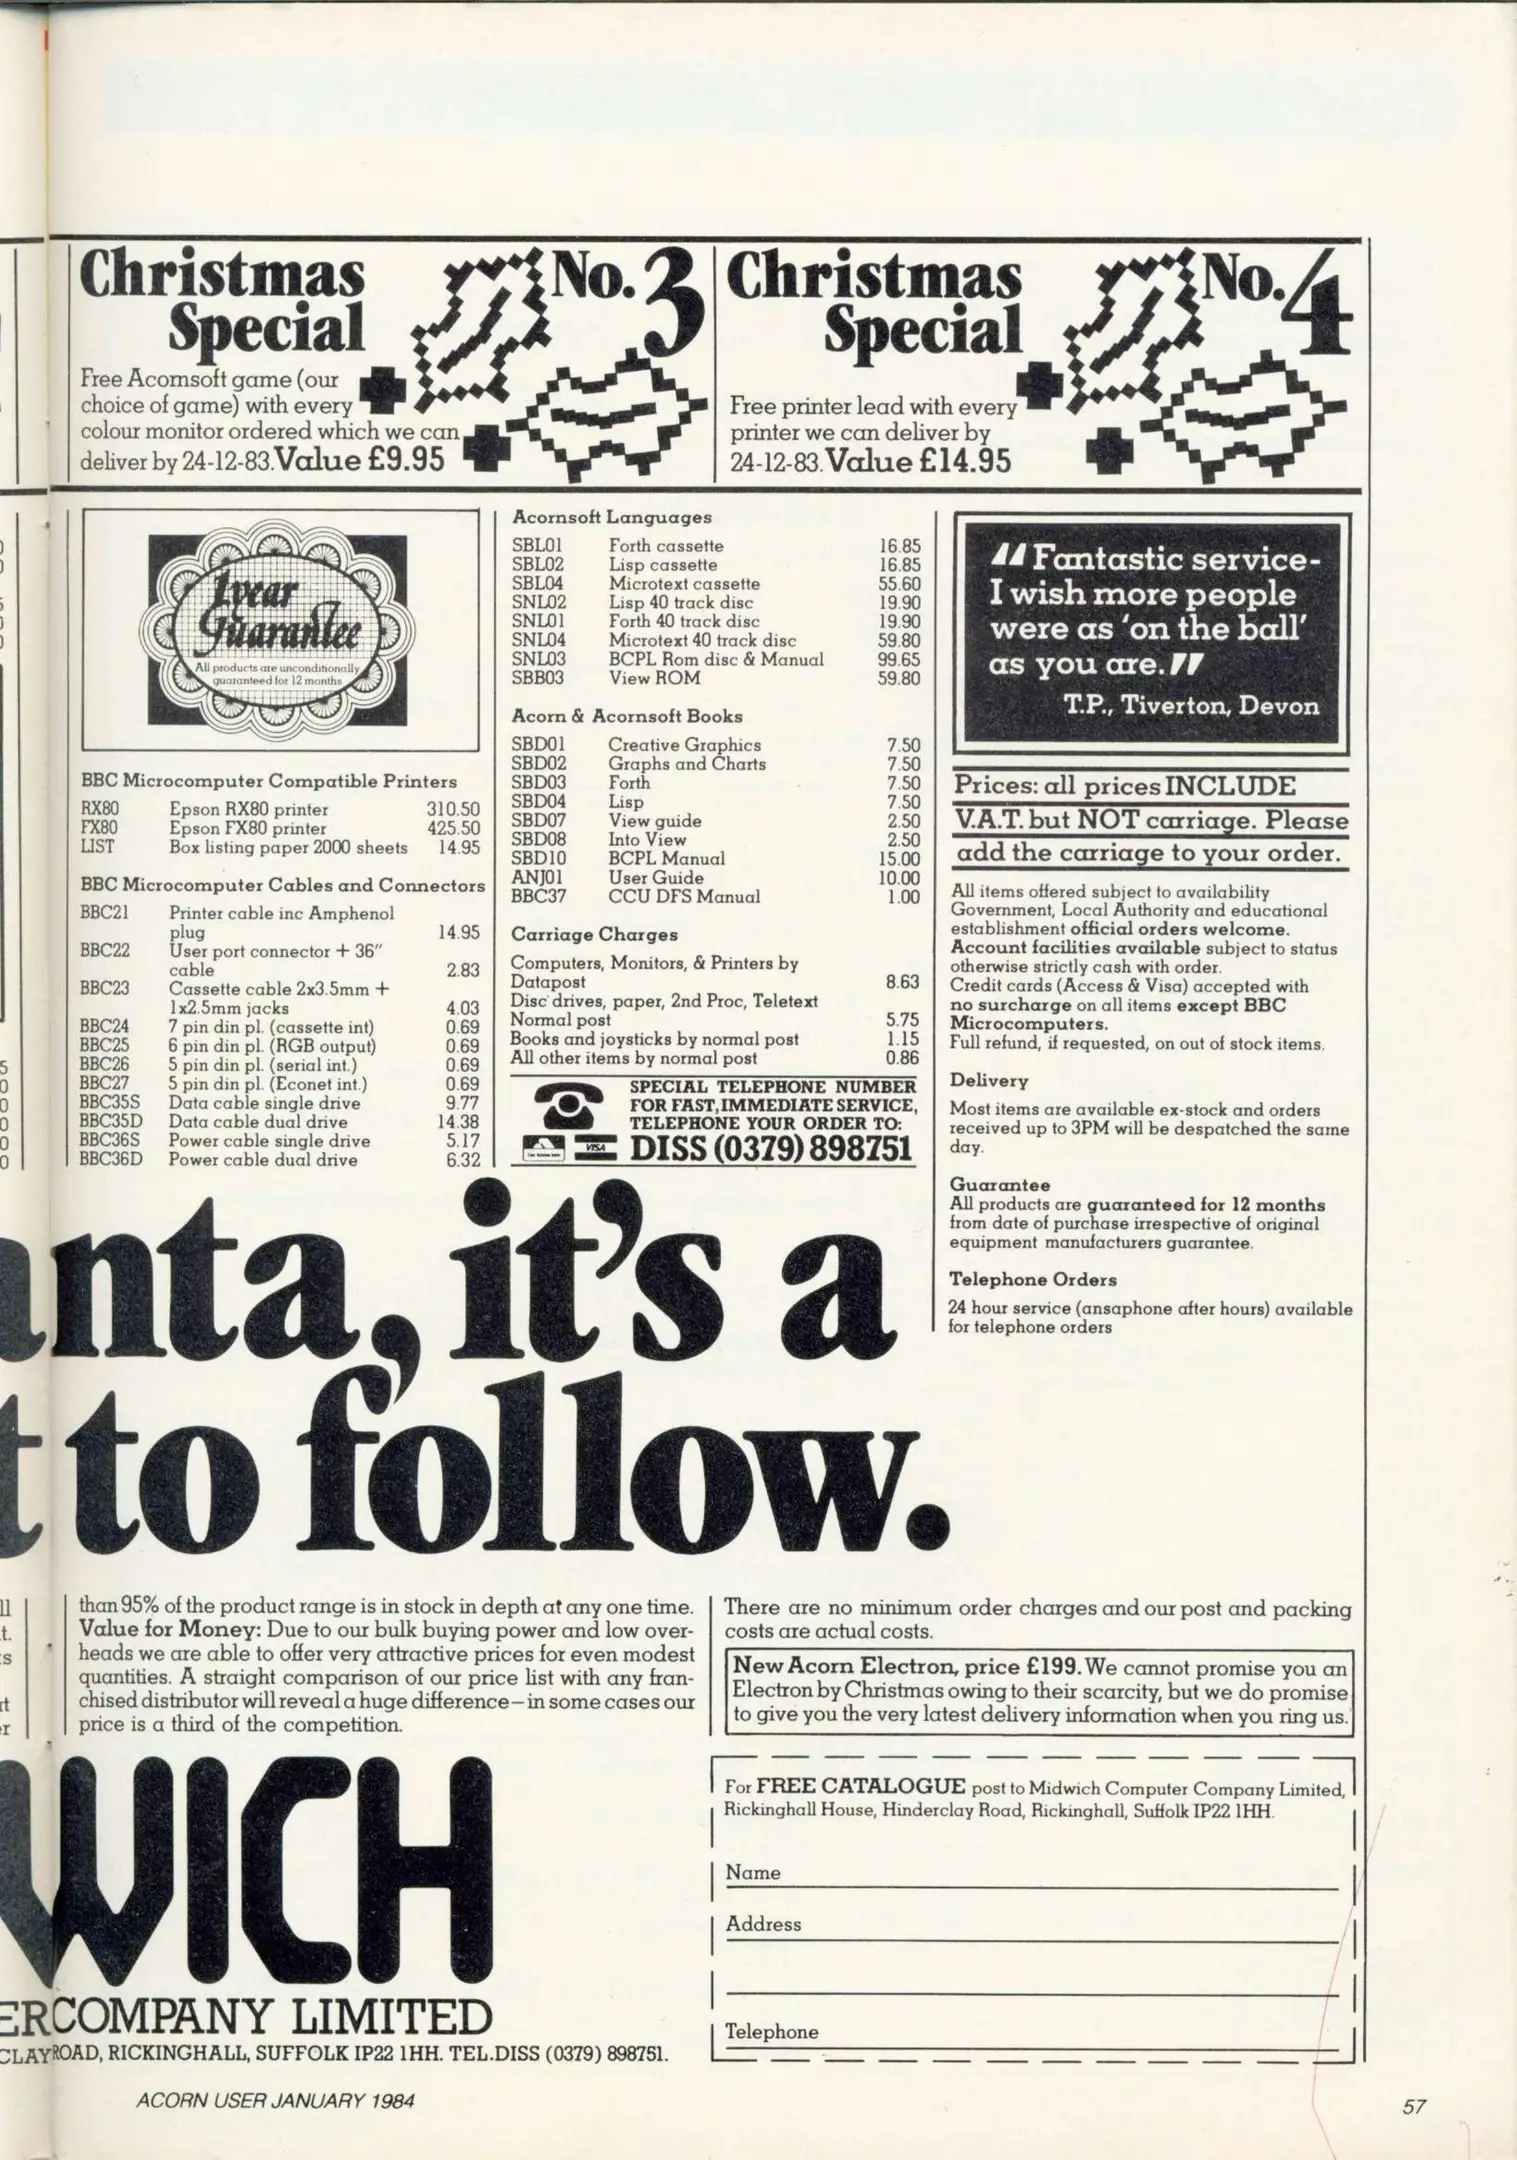 Christmas
Special
No. 3
Free Acornsoft game (our
choice of game) with every
colour monitor ordered which we can
deliver by 24-12-83. Value £9.95
Christmas
Special
No. 4
Free printer lead with every
printer we can deliver by
24-12-83. Value £14.95
1 year
Guarantee
All products are unconditionally
guaranteed for 12 months
BBC Microcomputer Compatible Printers
RX80 Epson RX80 printer 310.50
FX80 Epson FX80 printer 425.50
LIST Box listing paper 2000 sheets 14.95
BBC Microcomputer Cables and Connectors
BBC21 Printer cable inc Amphenol
plug 14.95
BBC22 User port connector + 36"
cable 2.83
BBC23 Cassette cable 2x3.5mm +
1x2.5mm jacks 4.03
BBC24 7 pin din pl. (cassette int) 0.69
BBC25 6 pin din pl. (RGB output) 0.69
BBC26 5 pin din pl. (serial int.) 0.69
BBC27 5 pin din pl. (Econet int.) 0.69
BBC35S Data cable single drive 9.77
BBC35D Data cable dual drive 14.38
BBC36S Power cable single drive 5.17
BBC36D Power cable dual drive 6.32
Acornsoft Languages
SBL01 Forth cassette 16.85
SBL02 Lisp cassette 16.85
SBL04 Microtext cassette 55.60
SNL02 Lisp 40 track disc 19.90
SNL01 Forth 40 track disc 19.90
SNL04 Microtext 40 track disc 59.80
SNL03 BCPL Rom disc & Manual 99.65
SBB03 View ROM 59.80
Acorn & Acornsoft Books
SBD01 Creative Graphics 7.50
SBD02 Graphs and Charts 7.50
SBD03 Forth 7.50
SBD04 Lisp 7.50
SBD07 View guide 2.50
SBD08 Into View 2.50
SBD10 BCPL Manual 15.00
ANJ01 User Guide 10.00
BBC37 CCU DFS Manual 1.00
Carriage Charges
Computers, Monitors, & Printers by
Datapost 8.63
Disc drives, paper, 2nd Proc, Teletext
Normal post 5.75
Books and joysticks by normal post 1.15
All other items by normal post 0.86
SPECIAL TELEPHONE NUMBER
FOR FAST, IMMEDIATE SERVICE,
TELEPHONE YOUR ORDER TO:
VISA
DISS (0379) 898751
"Fantastic service-
I wish more people
were as 'on the ball'
as you are."
T.P., Tiverton, Devon
Prices: all prices INCLUDE
V.A.T. but NOT carriage. Please
add the carriage to your order.
All items offered subject to availability
Government, Local Authority and educational
establishment official orders welcome.
Account facilities available subject to status
otherwise strictly cash with order.
Credit cards (Access & Visa) accepted with
no surcharge on all items except BBC
Microcomputers.
Full refund, if requested, on out of stock items.
Delivery
Most items are available ex-stock and orders
received up to 3PM will be despatched the same
day.
Guarantee
All products are guaranteed for 12 months
from date of purchase irrespective of original
equipment manufacturers guarantee.
Telephone Orders
24 hour service (ansaphone after hours) available
for telephone orders
anta, it's a
t to follow.
than 95% of the product range is in stock in depth at any one time.
Value for Money: Due to our bulk buying power and low over-
heads we are able to offer very attractive prices for even modest
quantities. A straight comparison of our price list with any fran-
chised distributor will reveal a huge difference–in some cases our
price is a third of the competition.
There are no minimum order charges and our post and packing
costs are actual costs.
New Acorn Electron, price £199. We cannot promise you an
Electron by Christmas owing to their scarcity, but we do promise
to give you the very latest delivery information when you ring us.
WICH
ER COMPANY LIMITED
CLAY ROAD, RICKINGHALL, SUFFOLK IP22 1HH. TEL. DISS (0379) 898751.
For FREE CATALOGUE post to Midwich Computer Company Limited,
Rickinghall House, Hinderclay Road, Rickinghall, Suffolk IP22 1HH.
Name
Address
Telephone
ACORN USER JANUARY 1984
57